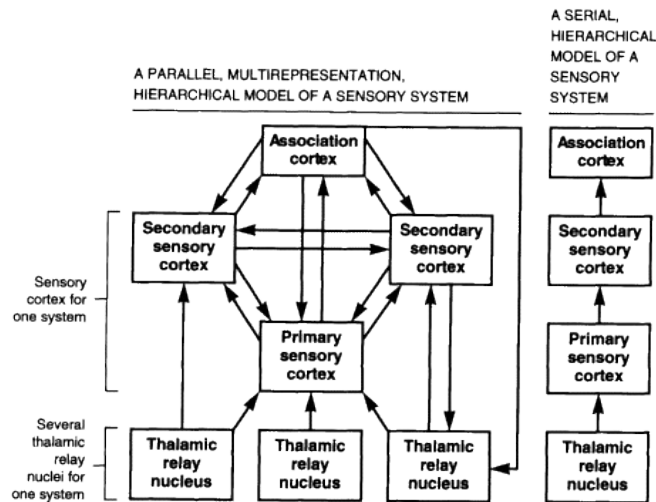 A PARALLEL, MULTIREPRESENTATION,
HIERARCHICAL MODEL OF A SENSORY SYSTEM
Association
cortex
Secondary
sensory
cortex
Secondary
sensory
cortex
Sensory
cortex for
one system
Primary
sensory
cortex
Several
thalamic
relay
nuclei for
one system
Thalamic
relay
nucleus
Thalamic
relay
nucleus
Thalamic
relay
nucleus
A SERIAL,
HIERARCHICAL
MODEL OF A
SENSORY
SYSTEM
Association
cortex
Secondary
sensory
cortex
Primary
sensory
cortex
Thalamic
relay
nucleus